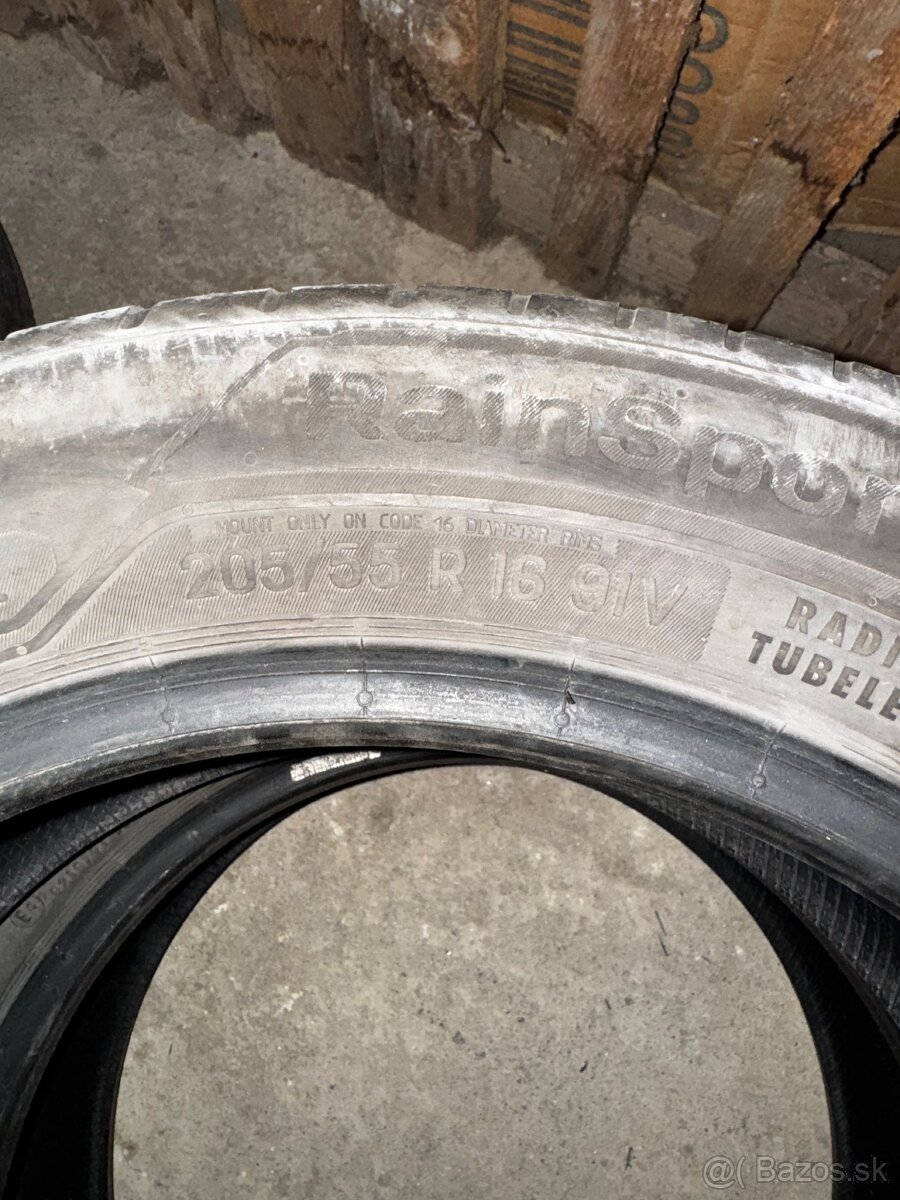 RainSpor
MOUNT ONLY ON CODE 16 DIAMETER RIMS
205/55 R 16 91V
RADI
TUBELE
@( Bazos.sk